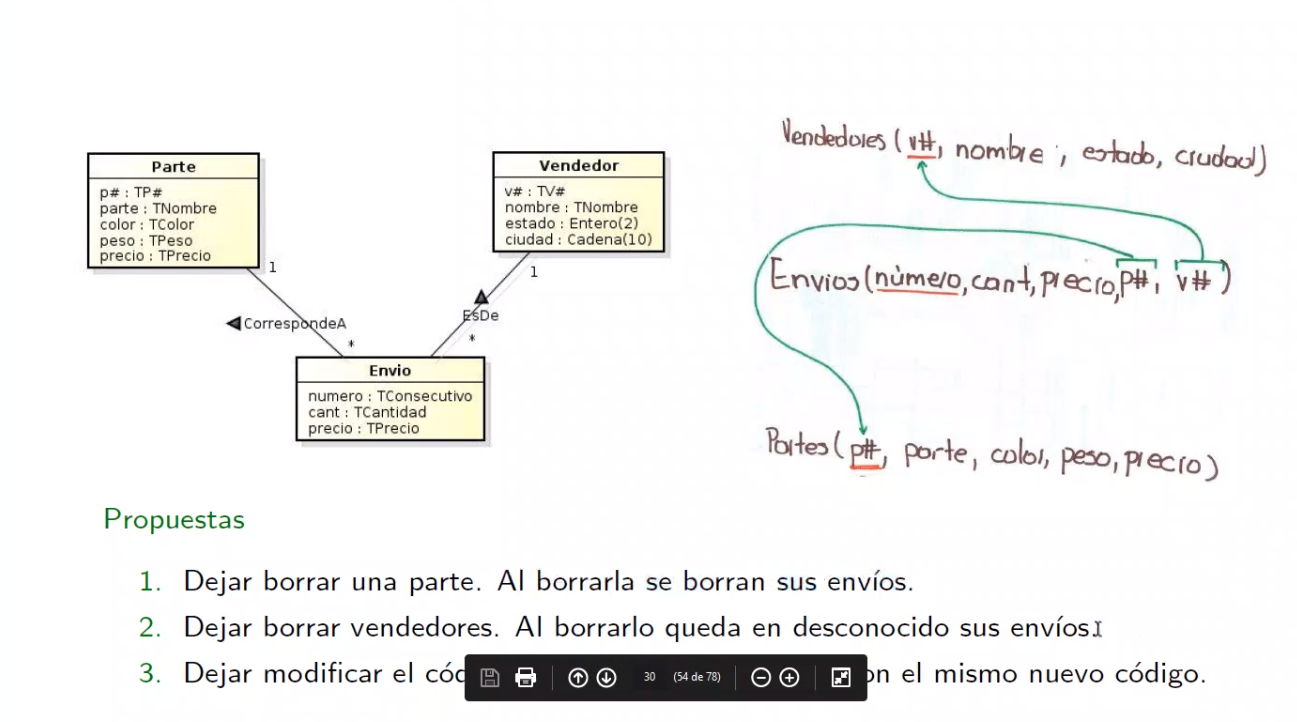 Parte
p# : TP#
parte : TNombre
color : TColor
peso : TPeso
precio : TPrecio
Vendedor
v# : TV#
nombre : TNombre
estado : Entero(2)
ciudad : Cadena(10)
1
CorrespondeA
*
1
EsDe
*
Envio
numero : TConsecutivo
cant : TCantidad
precio : TPrecio
Vendedores (v#, nombre, estado, ciudad)
Envios (número, cant, precio, p#, v#)
Partes (p#, parte, color, peso, precio)
Propuestas
1. Dejar borrar una parte. Al borrarla se borran sus envíos.
2. Dejar borrar vendedores. Al borrarlo queda en desconocido sus envíos.
3. Dejar modificar el n el mismo nuevo código.
30 (54 de 78)